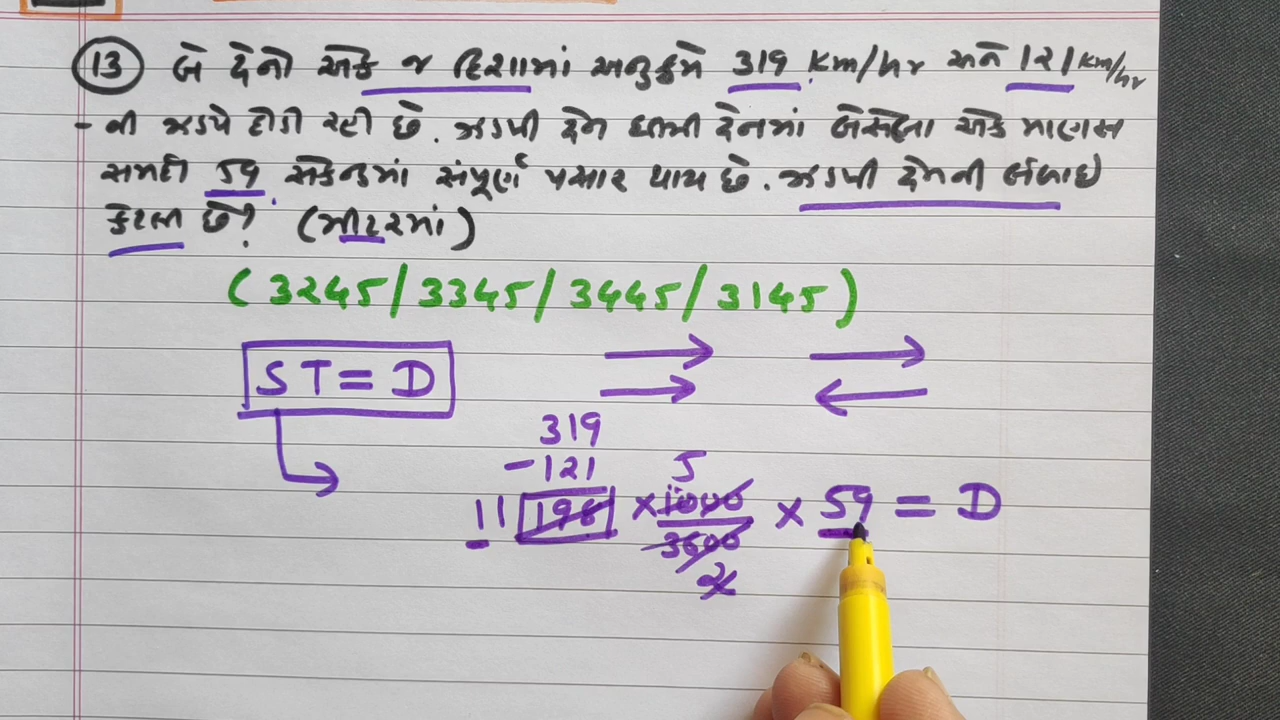 13 બે ટ્રેનો એક જ દિશામાં અનુક્રમે 319 km/hr અને 121 km/hr
- ની ઝડપે દોડી રહી છે. ઝડપી ટ્રેન ધીમી ટ્રેનમાં બેસેલા એક માણસ
સમદી 59 સેકન્ડમાં સંપૂર્ણ પસાર થાય છે. ઝડપી ટ્રેનની લંબાઈ
કેટલી છે? (મીટરમાં)
(3245/3345/3445/3145)
ST=D
319
-121 5
11 198 ×1000 × 59 = D
3600
2